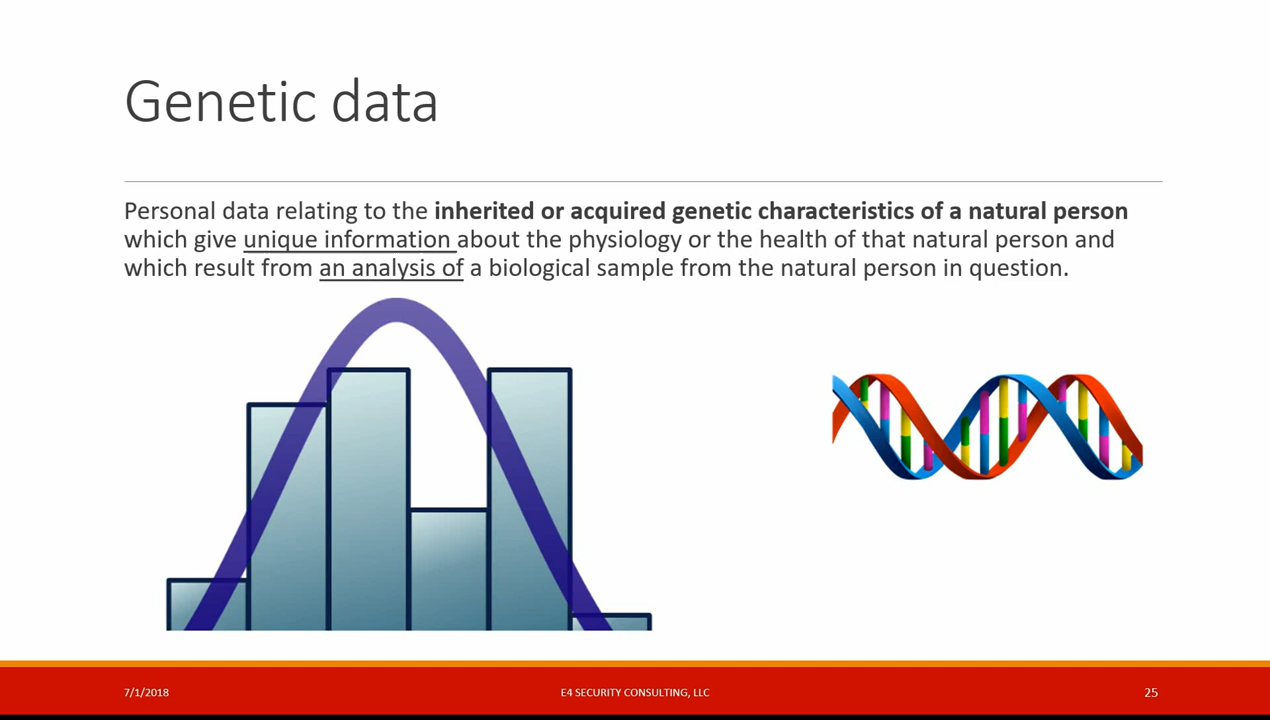 Genetic data
Personal data relating to the inherited or acquired genetic characteristics of a natural person
which give unique information about the physiology or the health of that natural person and
which result from an analysis of a biological sample from the natural person in question.
7/1/2018
E4 SECURITY CONSULTING, LLC
25